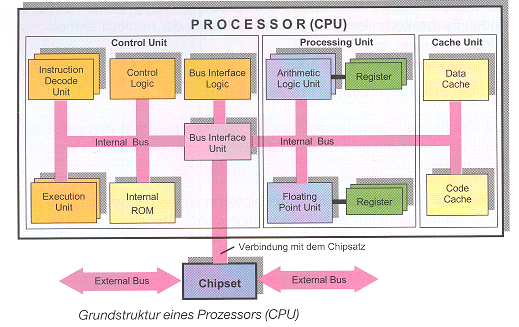 PROCESSOR (CPU)
Control Unit
Processing Unit
Cache Unit
Instruction
Decode
Unit
Control
Logic
Bus Interface
Logic
Arithmetic
Logic Unit
Register
Data
Cache
Internal Bus
Bus Interface
Unit
Internal Bus
Execution
Unit
Internal
ROM
Floating
Point Unit
Register
Code
Cache
Verbindung mit dem Chipsatz
External Bus
Chipset
External Bus
Grundstruktur eines Prozessors (CPU)